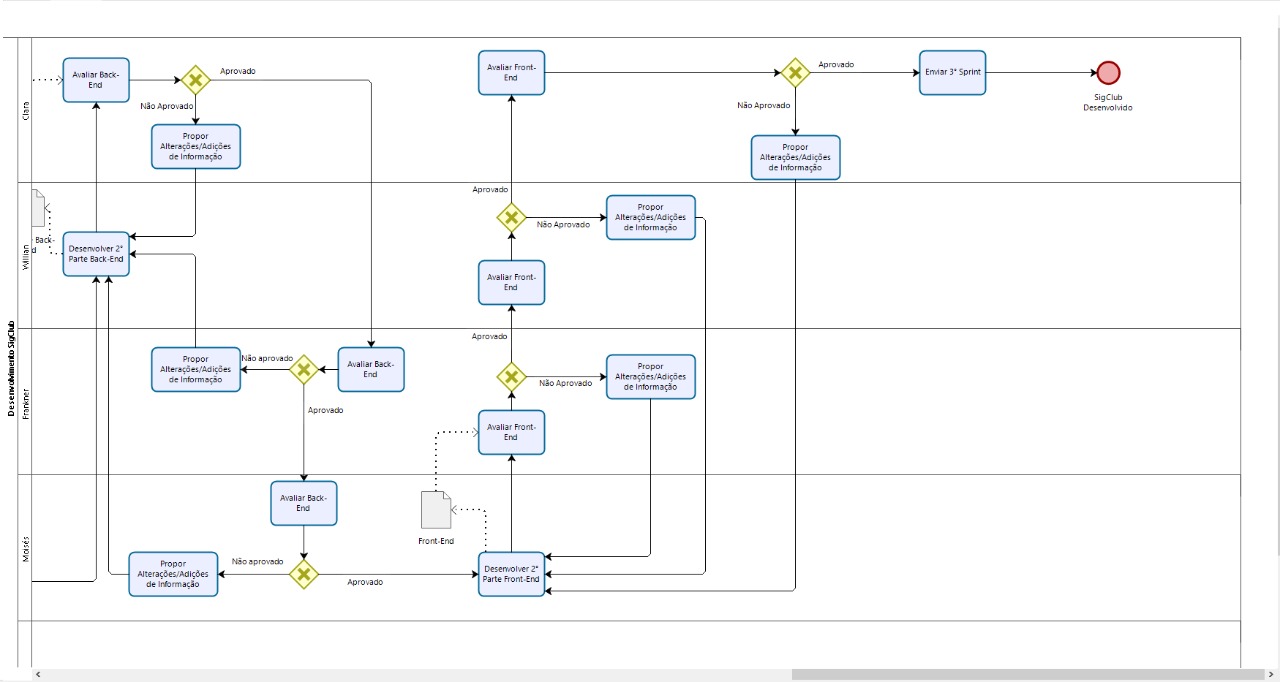 Desenvolvimento SigClub
Clara
Avaliar Back-
End
Aprovado
Não Aprovado
Propor
Alterações/Adições
de Informação
Avaliar Front-
End
Aprovado
Não Aprovado
Propor
Alterações/Adições
de Informação
Enviar 3° Sprint
SigClub
Desenvolvido
Willian
Back-
d
Desenvolver 2°
Parte Back-End
Aprovado
Não Aprovado
Propor
Alterações/Adições
de Informação
Avaliar Front-
End
Frankner
Propor
Alterações/Adições
de Informação
Não aprovado
Avaliar Back-
End
Aprovado
Aprovado
Não Aprovado
Propor
Alterações/Adições
de Informação
Avaliar Front-
End
Moisés
Avaliar Back-
End
Front-End
Propor
Alterações/Adições
de Informação
Não aprovado
Aprovado
Desenvolver 2°
Parte Front-End